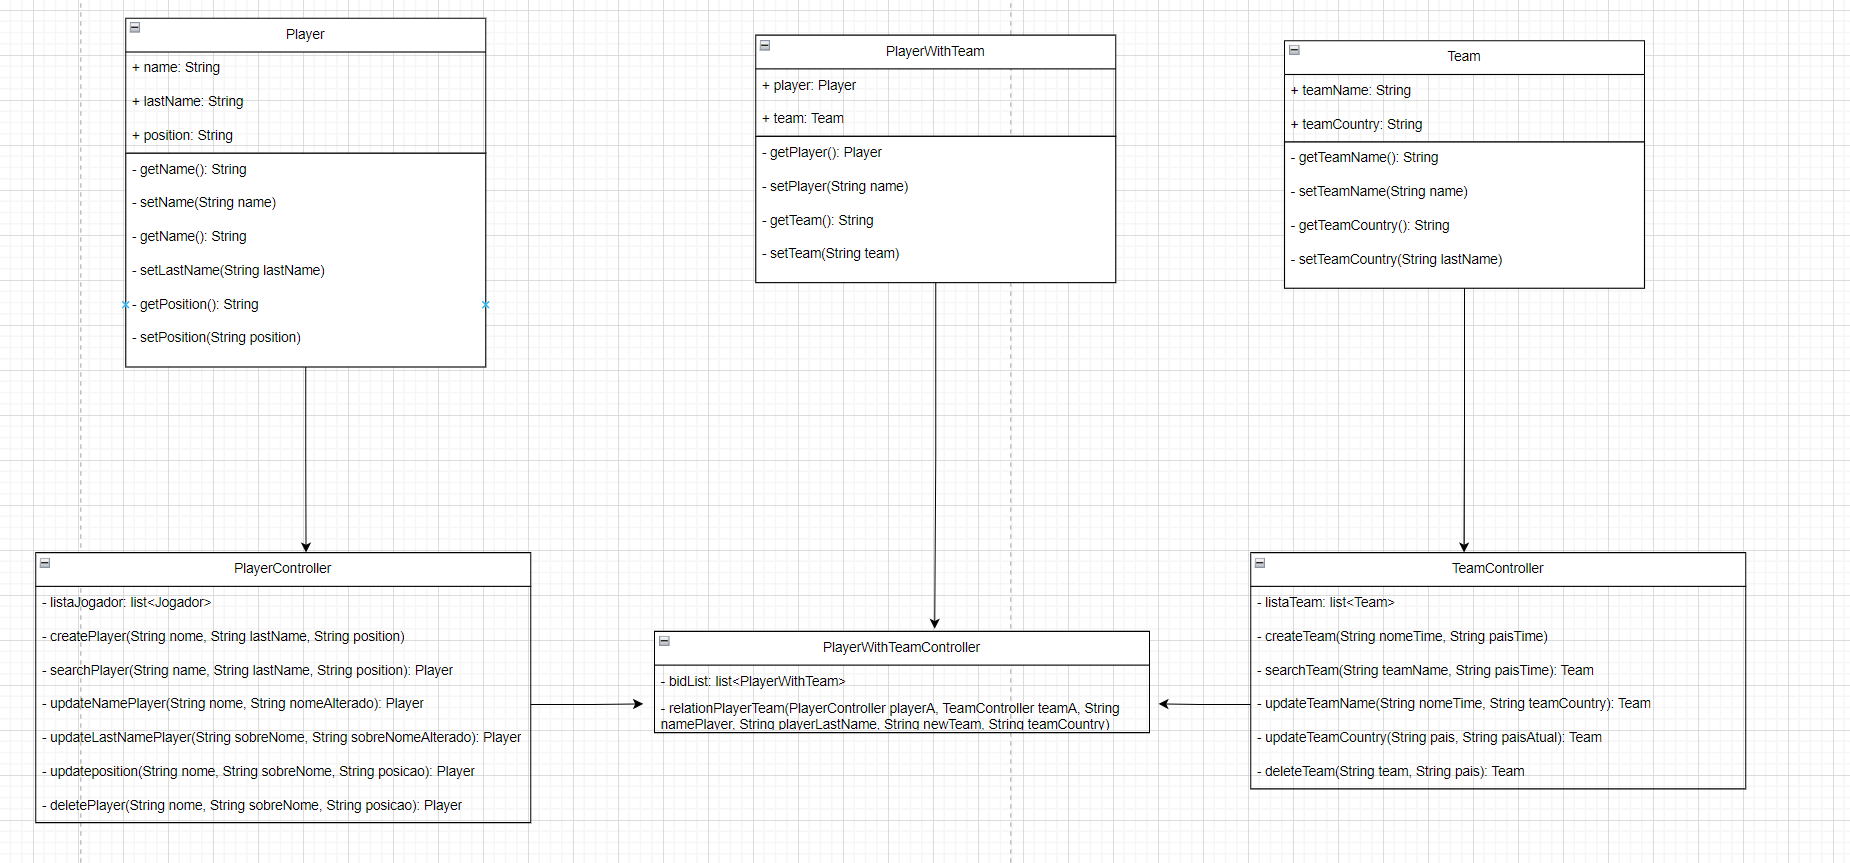 Player
+ name: String
+ lastName: String
+ position: String
- getName(): String
- setName(String name)
- getName(): String
- setLastName(String lastName)
- getPosition(): String
- setPosition(String position)
PlayerWithTeam
+ player: Player
+ team: Team
- getPlayer(): Player
- setPlayer(String name)
- getTeam(): String
- setTeam(String team)
Team
+ teamName: String
+ teamCountry: String
- getTeamName(): String
- setTeamName(String name)
- getTeamCountry(): String
- setTeamCountry(String lastName)
PlayerController
- listaJogador: list<Jogador>
- createPlayer(String nome, String lastName, String position)
- searchPlayer(String name, String lastName, String position): Player
- updateNamePlayer(String nome, String nomeAlterado): Player
- updateLastNamePlayer(String sobreNome, String sobreNomeAlterado): Player
- updateposition(String nome, String sobreNome, String posicao): Player
- deletePlayer(String nome, String sobreNome, String posicao): Player
PlayerWithTeamController
- bidList: list<PlayerWithTeam>
- relationPlayerTeam(PlayerController playerA, TeamController teamA, String
namePlayer, String playerLastName, String newTeam, String teamCountry)
TeamController
- listaTeam: list<Team>
- createTeam(String nomeTime, String paisTime)
- searchTeam(String teamName, String paisTime): Team
- updateTeamName(String nomeTime, String teamCountry): Team
- updateTeamCountry(String pais, String paisAtual): Team
- deleteTeam(String team, String pais): Team